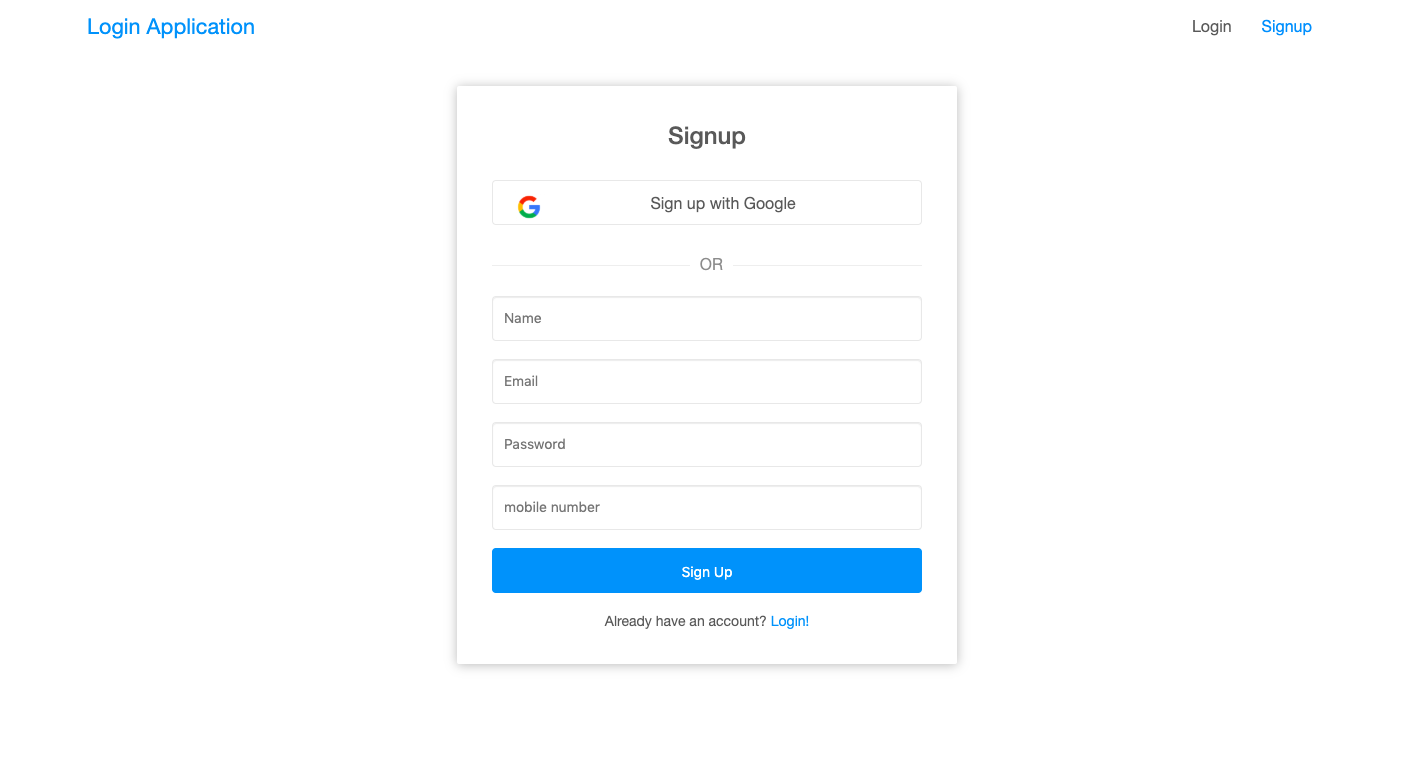 Login Application
Login Signup
Signup
Sign up with Google
OR
Name
Email
Password
mobile number
Sign Up
Already have an account? Login!